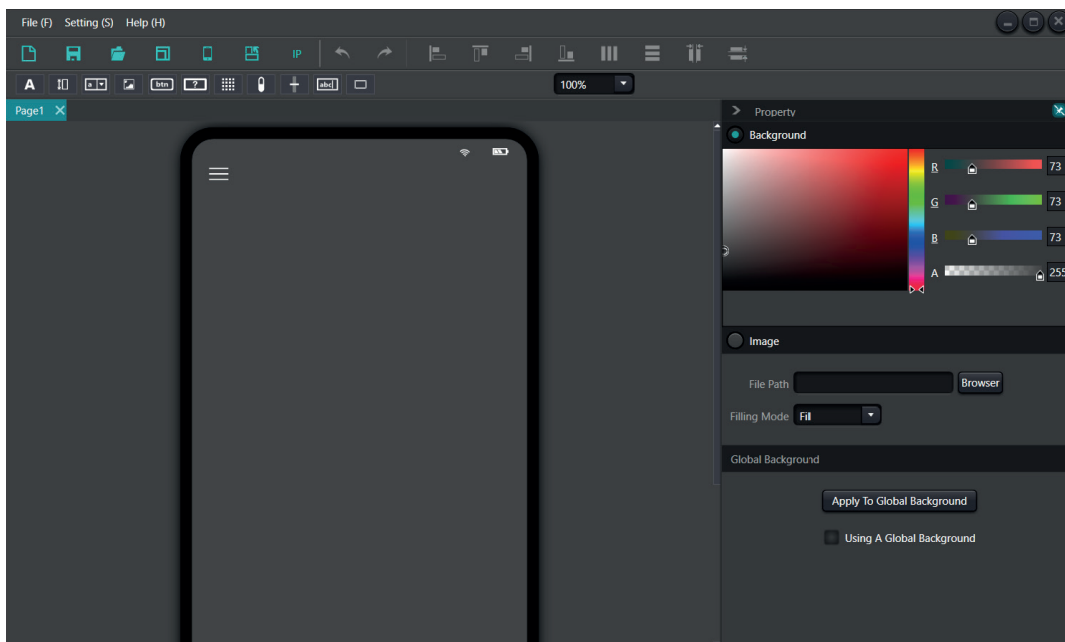 File (F) Setting (S) Help (H)
IP
A a btn ? abc 100%
Page1 Property
Background
R 73
G 73
B 73
A 255
Image
File Path Browser
Filling Mode Fill
Global Background
Apply To Global Background
Using A Global Background